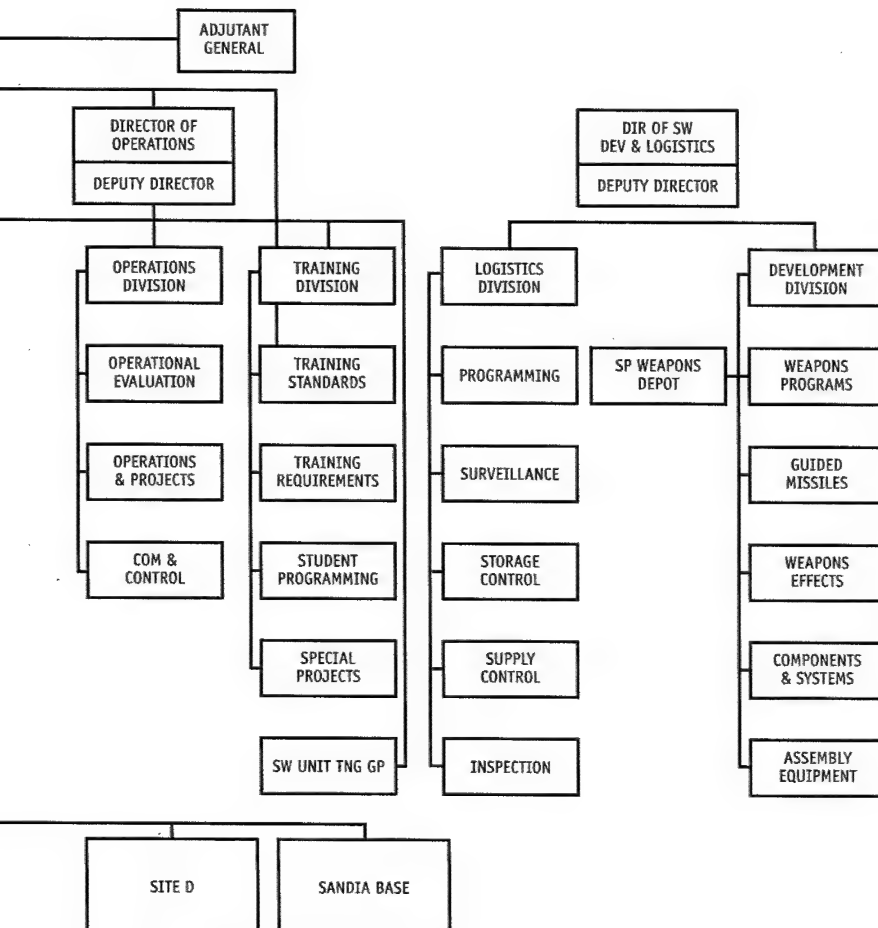 ADJUTANT
GENERAL
DIRECTOR OF
OPERATIONS
DEPUTY DIRECTOR
DIR OF SW
DEV & LOGISTICS
DEPUTY DIRECTOR
OPERATIONS
DIVISION
OPERATIONAL
EVALUATION
OPERATIONS
& PROJECTS
COM &
CONTROL
TRAINING
DIVISION
TRAINING
STANDARDS
TRAINING
REQUIREMENTS
STUDENT
PROGRAMMING
SPECIAL
PROJECTS
SW UNIT TNG GP
LOGISTICS
DIVISION
PROGRAMMING
SURVEILLANCE
STORAGE
CONTROL
SUPPLY
CONTROL
INSPECTION
SP WEAPONS
DEPOT
DEVELOPMENT
DIVISION
WEAPONS
PROGRAMS
GUIDED
MISSILES
WEAPONS
EFFECTS
COMPONENTS
& SYSTEMS
ASSEMBLY
EQUIPMENT
SITE D
SANDIA BASE